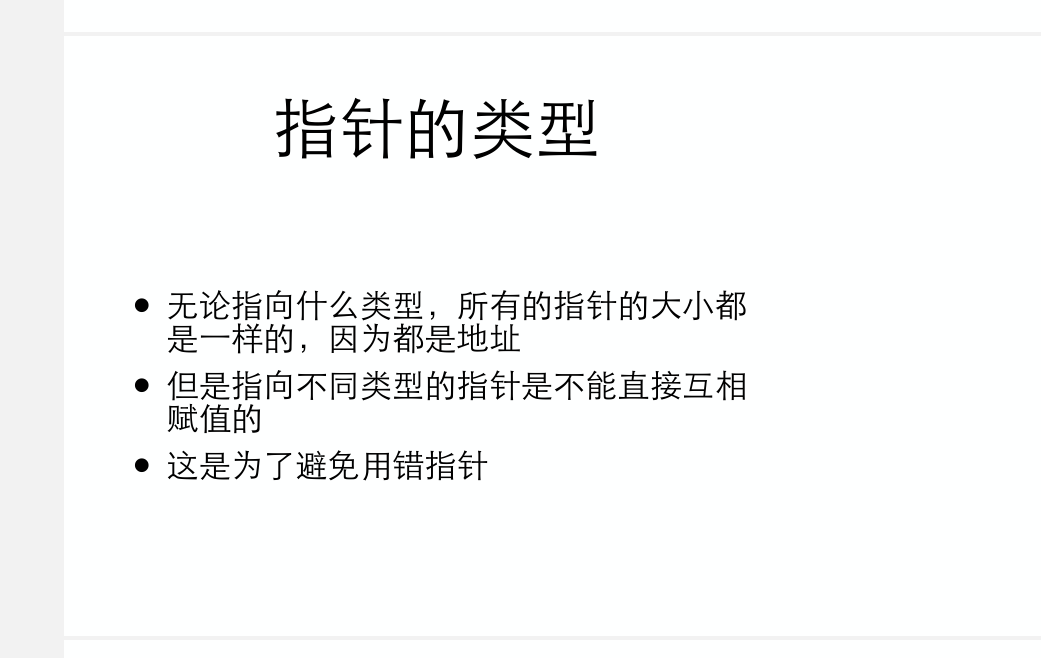 指针的类型
● 无论指向什么类型，所有的指针的大小都
是一样的，因为都是地址
● 但是指向不同类型的指针是不能直接互相
赋值的
● 这是为了避免用错指针